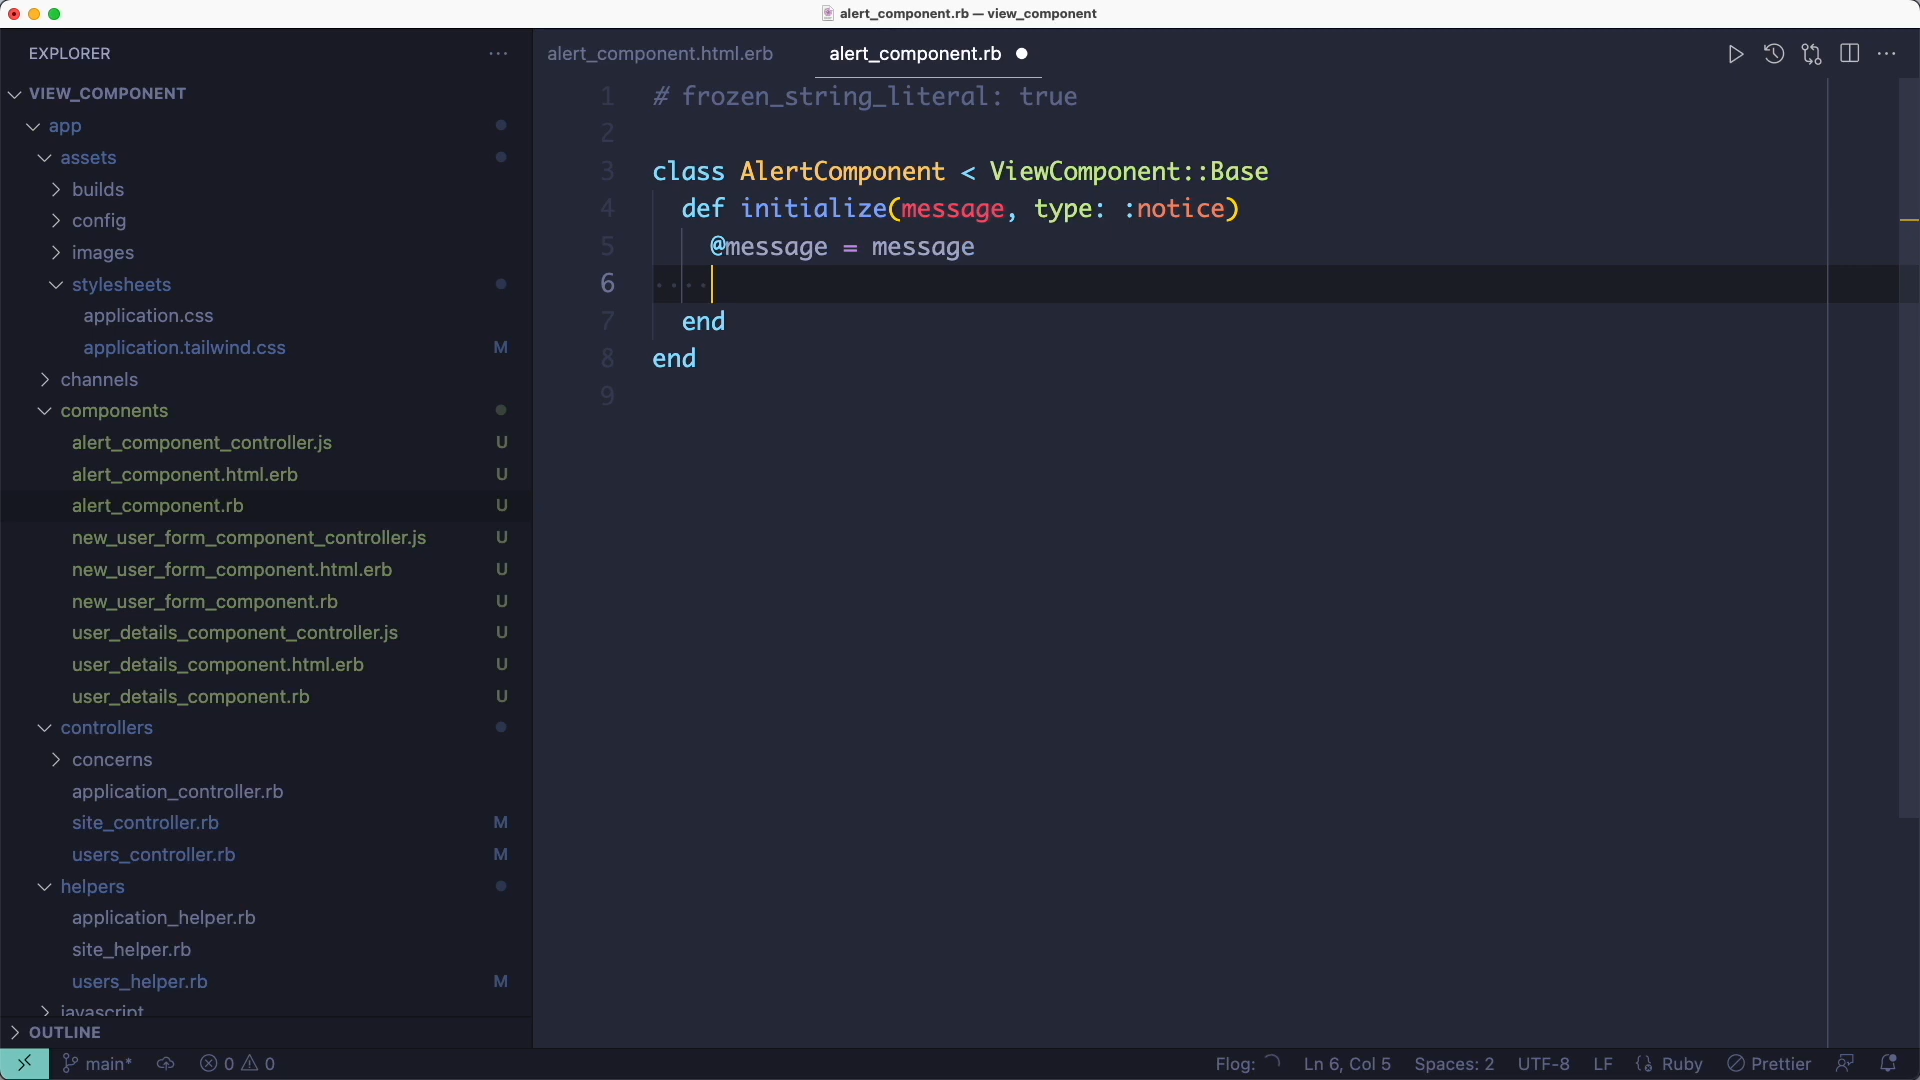 alert_component.rb — view_component
EXPLORER
VIEW_COMPONENT
app
assets
builds
config
images
stylesheets
application.css
application.tailwind.css M
channels
components
alert_component_controller.js U
alert_component.html.erb U
alert_component.rb U
new_user_form_component_controller.js U
new_user_form_component.html.erb U
new_user_form_component.rb U
user_details_component_controller.js U
user_details_component.html.erb U
user_details_component.rb U
controllers
concerns
application_controller.rb
site_controller.rb M
users_controller.rb M
helpers
application_helper.rb
site_helper.rb
users_helper.rb M
javascript
OUTLINE
alert_component.html.erb alert_component.rb
1 # frozen_string_literal: true
2
3 class AlertComponent < ViewComponent::Base
4 def initialize(message, type: :notice)
5 @message = message
6
7 end
8 end
9
main* 0 0 Flog: Ln 6, Col 5 Spaces: 2 UTF-8 LF Ruby Prettier